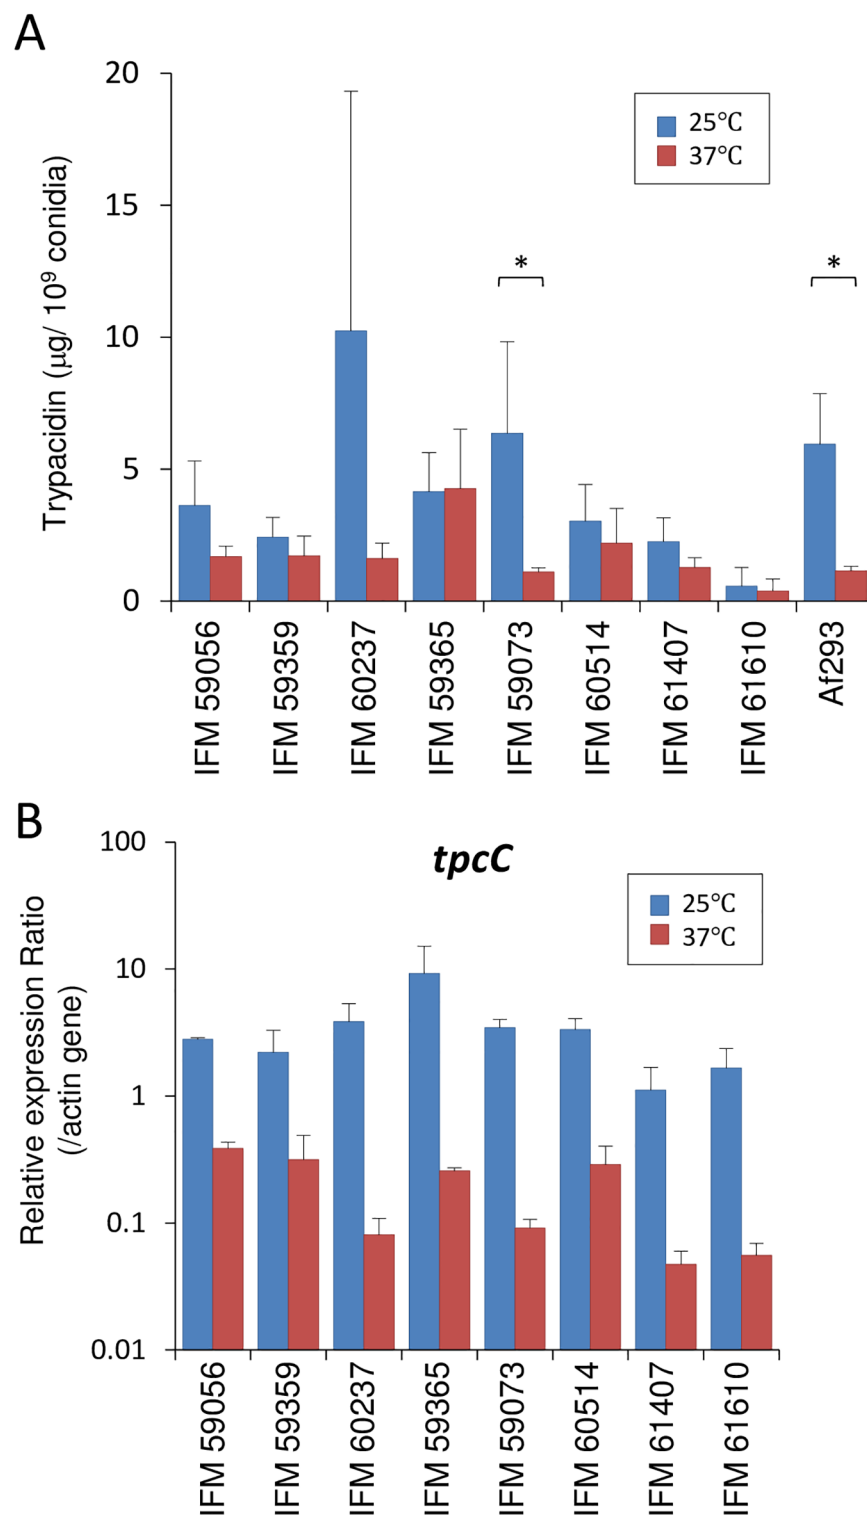 A
20
15
10
5
0
Trypacidin (μg/ 10⁹ conidia)
25℃
37℃
*
*
IFM 59056
IFM 59359
IFM 60237
IFM 59365
IFM 59073
IFM 60514
IFM 61407
IFM 61610
Af293
B
tpcC
100
10
1
0.1
0.01
Relative expression Ratio
(/actin gene)
25℃
37℃
IFM 59056
IFM 59359
IFM 60237
IFM 59365
IFM 59073
IFM 60514
IFM 61407
IFM 61610